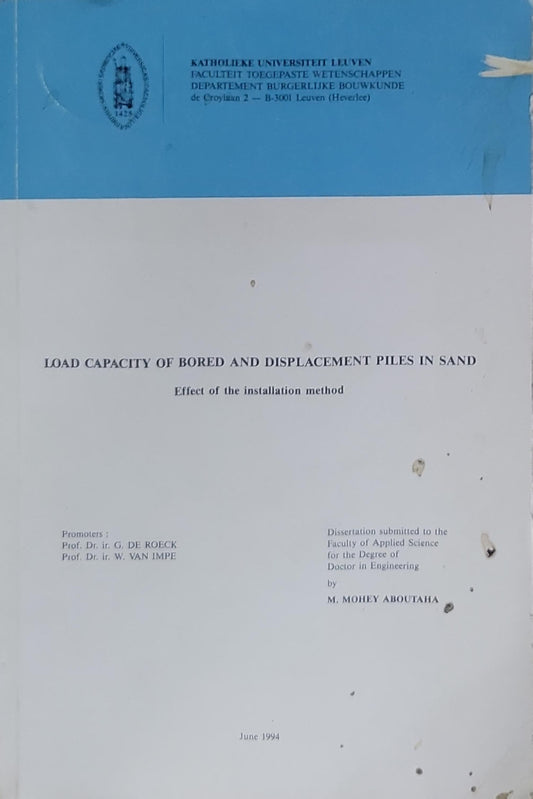 KATHOLIEKE UNIVERSITEIT LEUVEN
FACULTEIT TOEGEPASTE WETENSCHAPPEN
DEPARTEMENT BURGERLIJKE BOUWKUNDE
de Croylaan 2 — B-3001 Leuven (Heverlee)
1425
LOAD CAPACITY OF BORED AND DISPLACEMENT PILES IN SAND
Effect of the installation method
Promoters :
Prof. Dr. ir. G. DE ROECK
Prof. Dr. ir. W. VAN IMPE
Dissertation submitted to the
Faculty of Applied Science
for the Degree of
Doctor in Engineering
by
M. MOHEY ABOUTAHA
June 1994